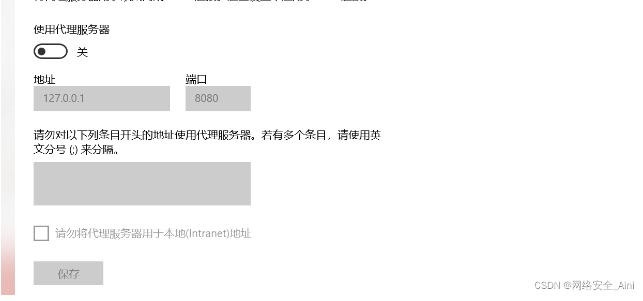 使用代理服务器
关
地址 端口
127.0.0.1 8080
请勿对以下列条目开头的地址使用代理服务器。若有多个条目，请使用英
文分号 (;) 来分隔。
请勿将代理服务器用于本地(Intranet)地址
保存
CSDN @网络安全_Aini